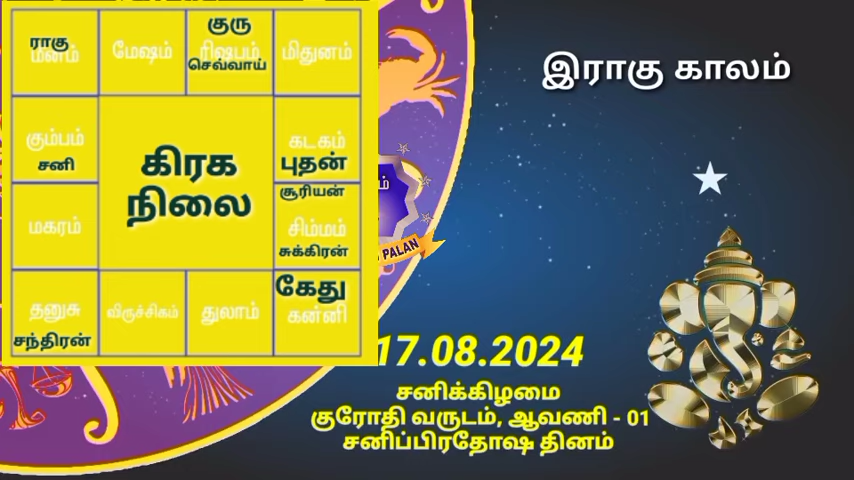 ராகு
மீனம்
மேஷம்
குரு
ரிஷபம்
செவ்வாய்
மிதுனம்
கும்பம்
சனி
கிரக
நிலை
கடகம்
புதன்
சூரியன்
மகரம்
சிம்மம்
சுக்கிரன்
தனுசு
சந்திரன்
விருச்சிகம்
துலாம்
கேது
கன்னி
இராகு காலம்
PALAN
17.08.2024
சனிக்கிழமை
குரோதி வருடம், ஆவணி - 01
சனிப்பிரதோஷ தினம்